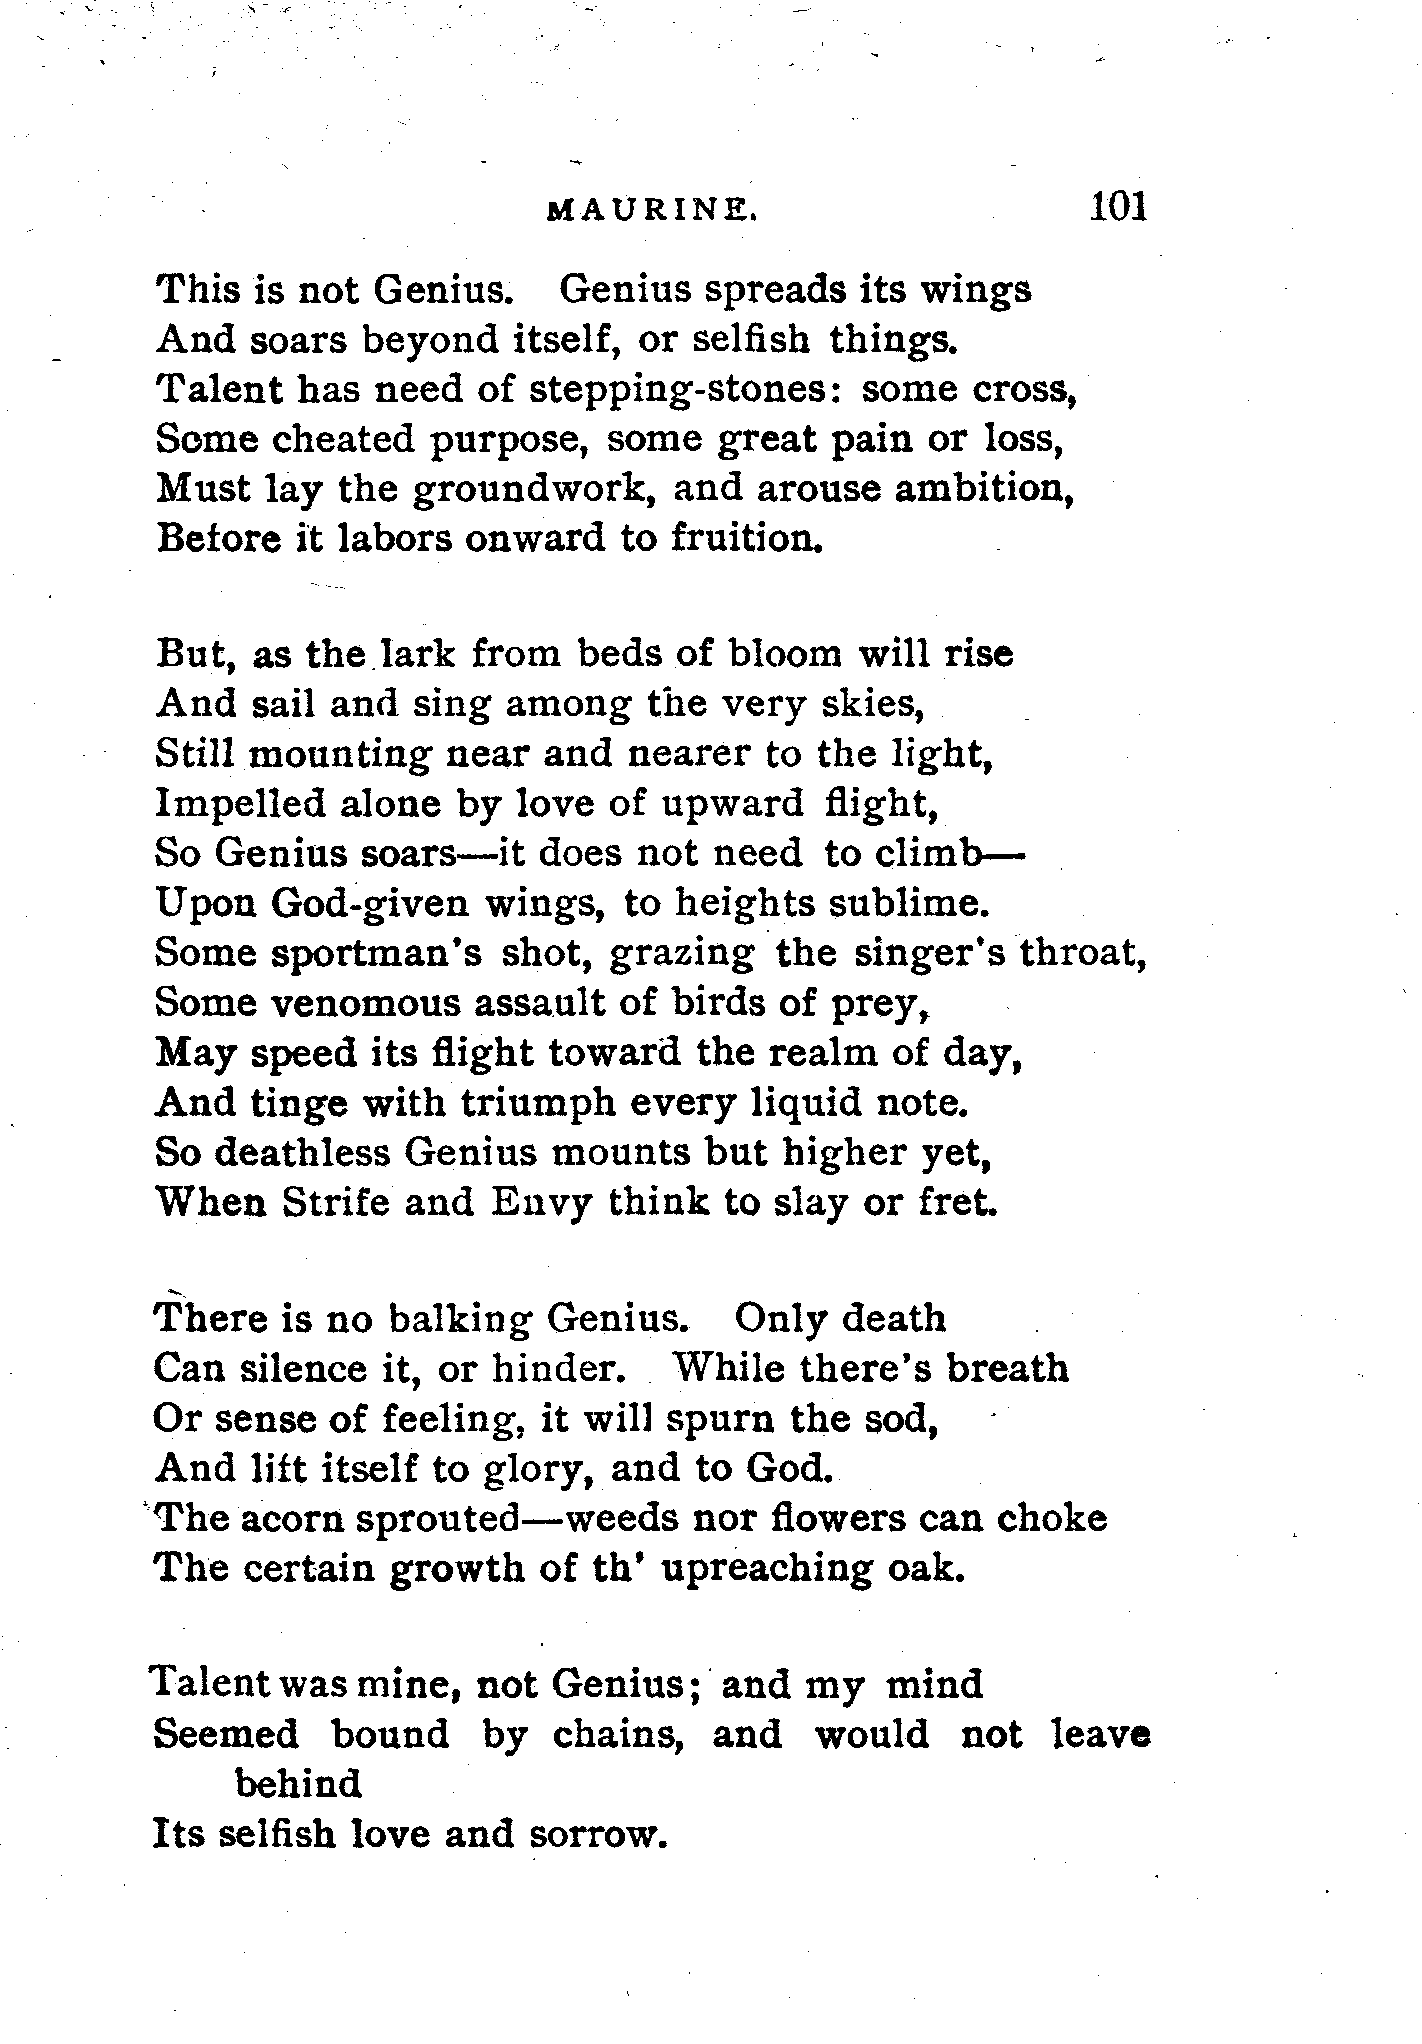 MAURINE. 101
This is not Genius. Genius spreads its wings
And soars beyond itself, or selfish things.
Talent has need of stepping-stones: some cross,
Some cheated purpose, some great pain or loss,
Must lay the groundwork, and arouse ambition,
Before it labors onward to fruition.
But, as the lark from beds of bloom will rise
And sail and sing among the very skies,
Still mounting near and nearer to the light,
Impelled alone by love of upward flight,
So Genius soars—it does not need to climb—
Upon God-given wings, to heights sublime.
Some sportman's shot, grazing the singer's throat,
Some venomous assault of birds of prey,
May speed its flight toward the realm of day,
And tinge with triumph every liquid note.
So deathless Genius mounts but higher yet,
When Strife and Envy think to slay or fret.
There is no balking Genius. Only death
Can silence it, or hinder. While there's breath
Or sense of feeling, it will spurn the sod,
And lift itself to glory, and to God.
The acorn sprouted—weeds nor flowers can choke
The certain growth of th' upreaching oak.
Talent was mine, not Genius; and my mind
Seemed bound by chains, and would not leave
behind
Its selfish love and sorrow.